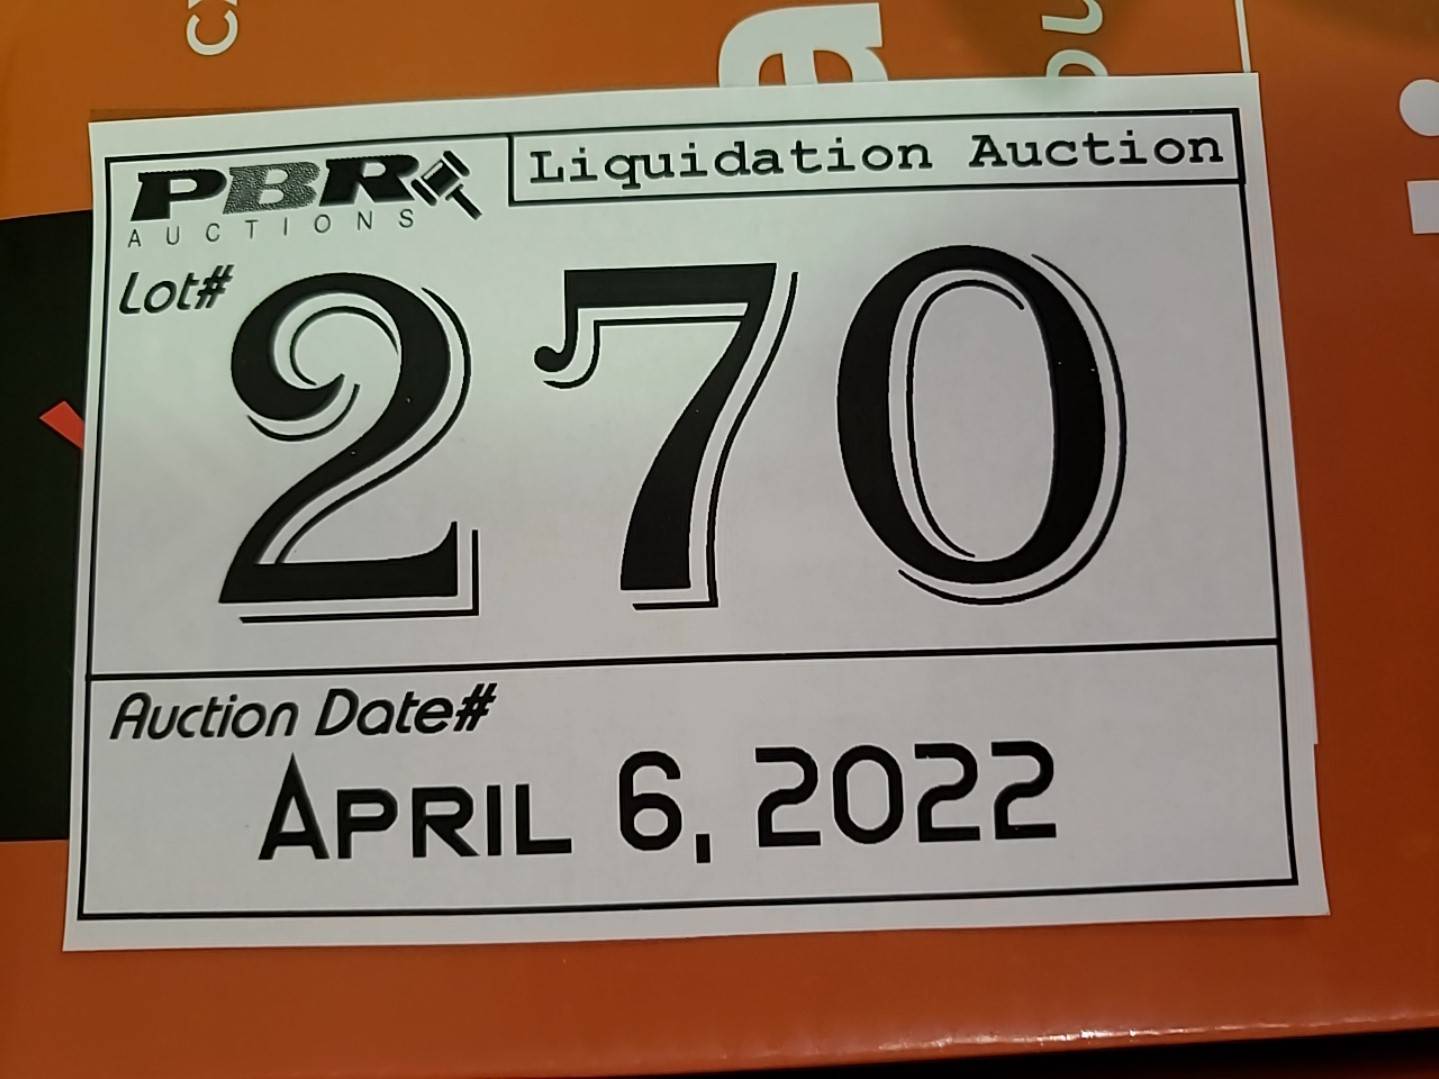 PBR
AUCTIONS
Liquidation Auction
Lot#
270
Auction Date#
April 6, 2022